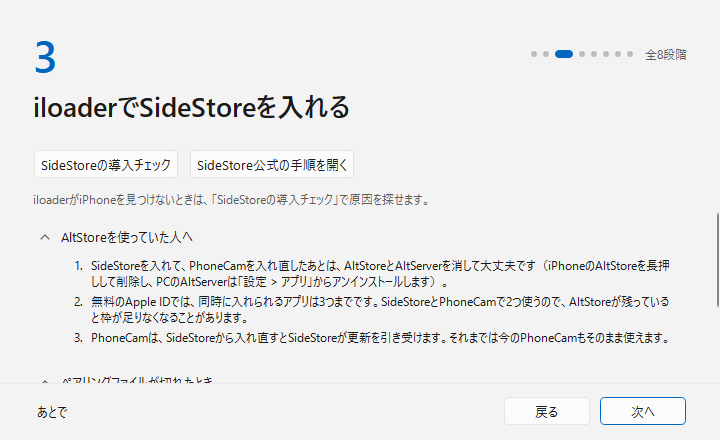 3
全8段階
iloaderでSideStoreを入れる
SideStoreの導入チェック
SideStore公式の手順を開く
iloaderがiPhoneを見つけないときは、「SideStoreの導入チェック」で原因を探せます。
AltStoreを使っていた人へ
1. SideStoreを入れて、PhoneCamを入れ直したあとは、AltStoreとAltServerを消して大丈夫です（iPhoneのAltStoreを長押
しして削除し、PCのAltServerは「設定 > アプリ」からアンインストールします）。
2. 無料のApple IDでは、同時に入れられるアプリは3つまでです。SideStoreとPhoneCamで2つ使うので、AltStoreが残っている
と枠が足りなくなることがあります。
3. PhoneCamは、SideStoreから入れ直すとSideStoreが更新を引き受けます。それまでは今のPhoneCamもそのまま使えます。
ペアリングファイルが切れたとき
あとで
戻る
次へ